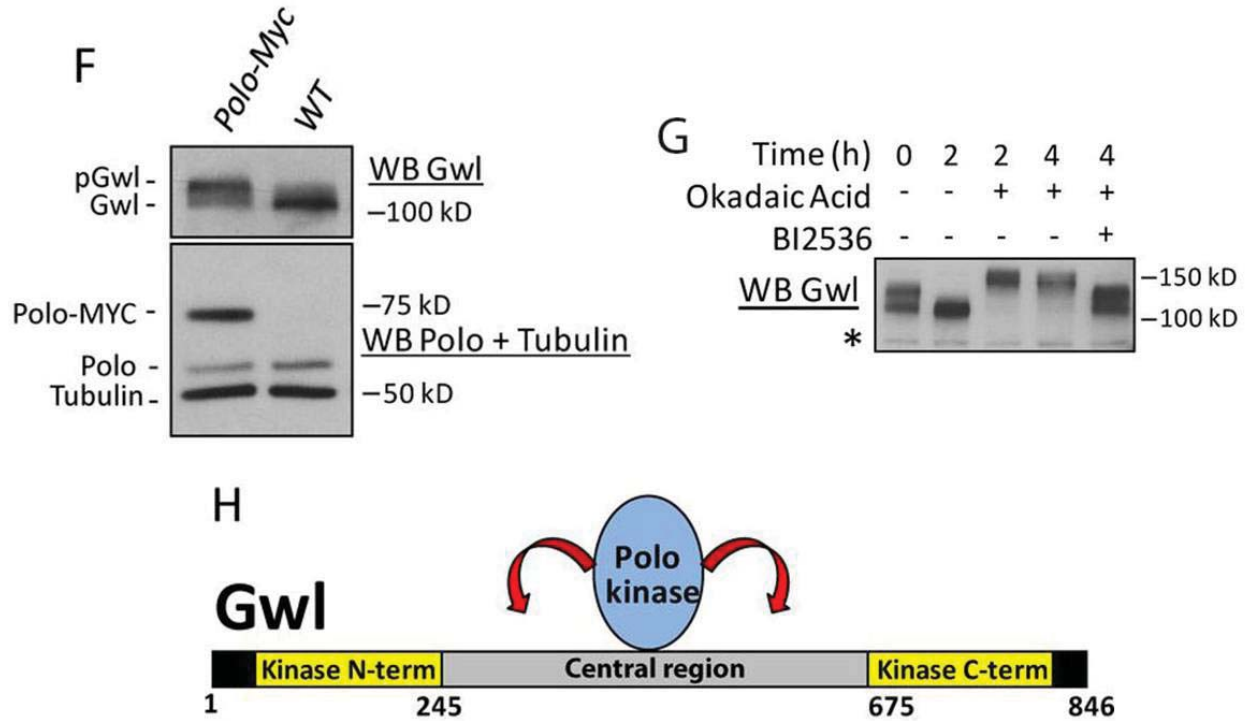 F
Polo-Myc WT
pGwl -
Gwl -
WB Gwl
–100 kD
Polo-MYC -
–75 kD
WB Polo + Tubulin
Polo -
Tubulin -
–50 kD
G
Time (h) 0 2 2 4 4
Okadaic Acid - - + + +
BI2536 - - - - +
WB Gwl
–150 kD
–100 kD
*
H
Polo
kinase
Gwl
Kinase N-term Central region Kinase C-term
1 245 675 846